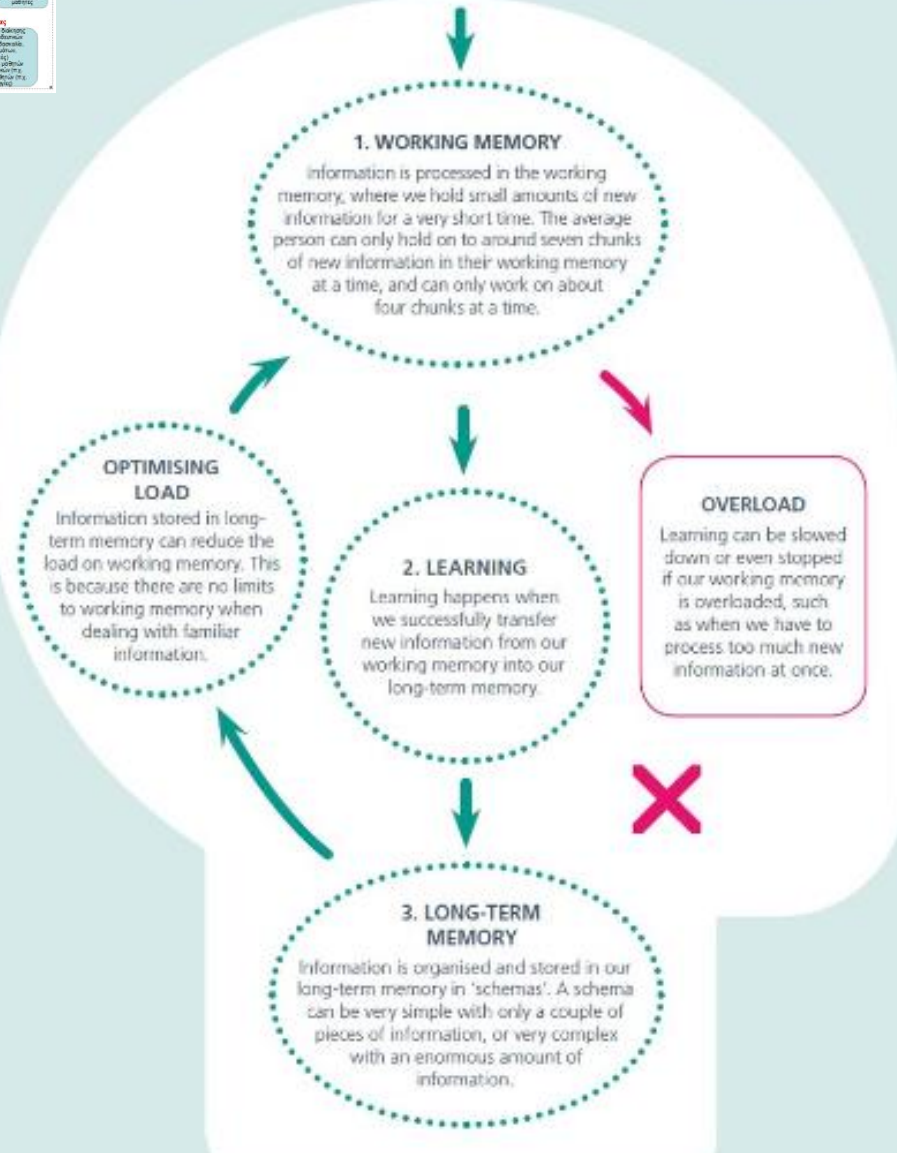 μαθητές
1. WORKING MEMORY
Information is processed in the working
memory, where we hold small amounts of new
information for a very short time. The average
person can only hold on to around seven chunks
of new information in their working memory
at a time, and can only work on about
four chunks at a time.
OPTIMISING
LOAD
Information stored in long-
term memory can reduce the
load on working memory. This
is because there are no limits
to working memory when
dealing with familiar
information.
2. LEARNING
Learning happens when
we successfully transfer
new information from our
working memory into our
long-term memory.
OVERLOAD
Learning can be slowed
down or even stopped
if our working memory
is overloaded, such
as when we have to
process too much new
information at once.
3. LONG-TERM
MEMORY
Information is organised and stored in our
long-term memory in 'schemas'. A schema
can be very simple with only a couple of
pieces of information, or very complex
with an enormous amount of
information.